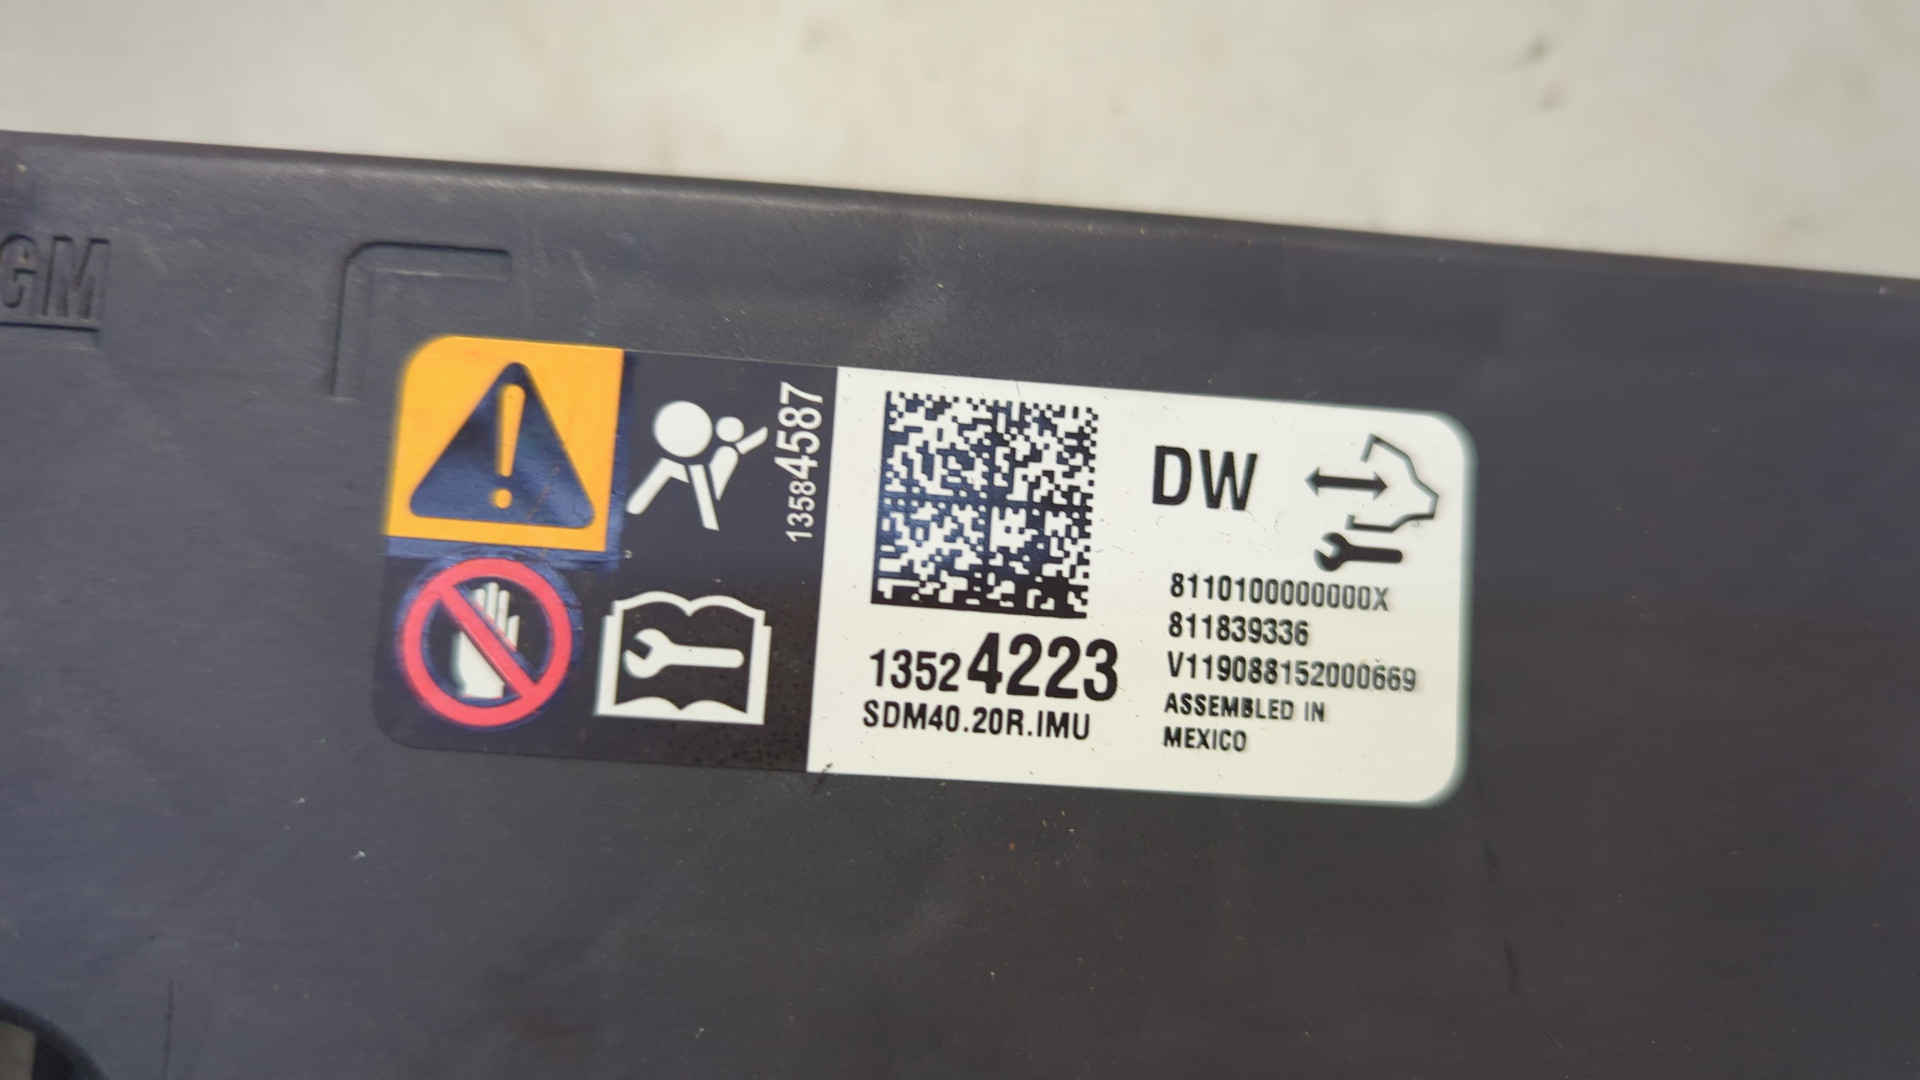 GM
13584587
DW
8110100000000X
811839336
V119088152000669
ASSEMBLED IN
MEXICO
13524223
SDM40.20R.IMU